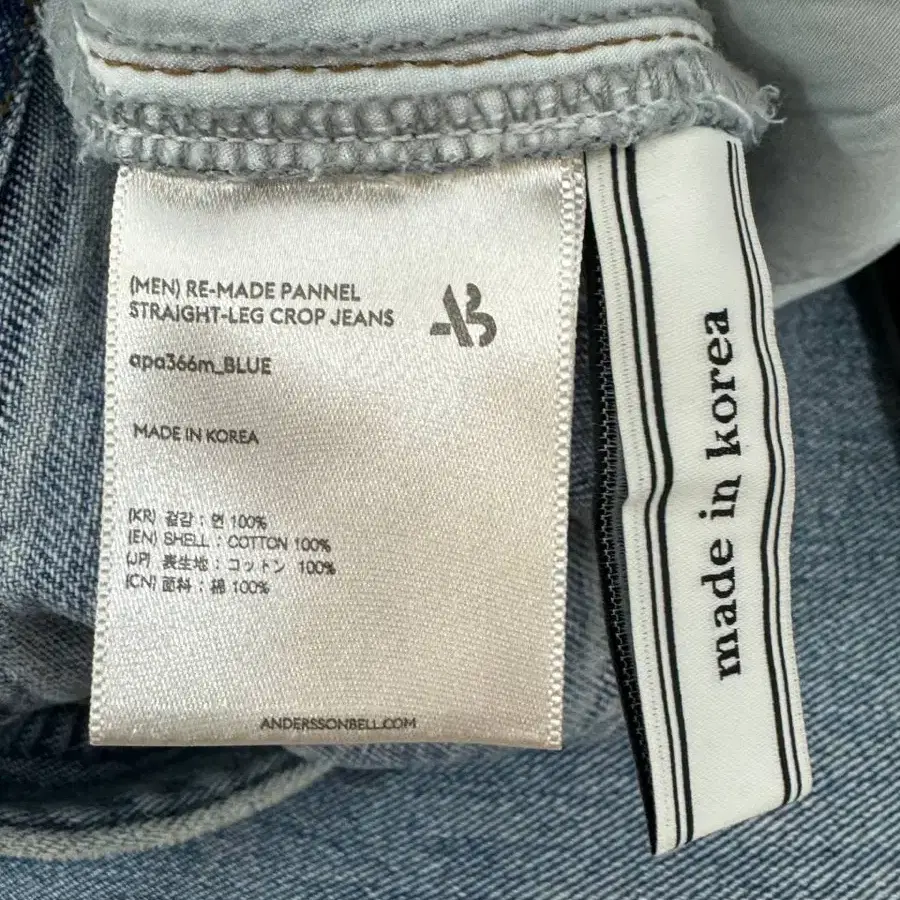 (MEN) RE-MADE PANNEL
STRAIGHT-LEG CROP JEANS
AB
apa366m_BLUE
MADE IN KOREA
(KR) 겉감 : 면 100%
(EN) SHELL : COTTON 100%
(JP) 表生地 : コットン 100%
(CN) 面料 : 綿 100%
ANDERSSONBELL.COM
made in korea